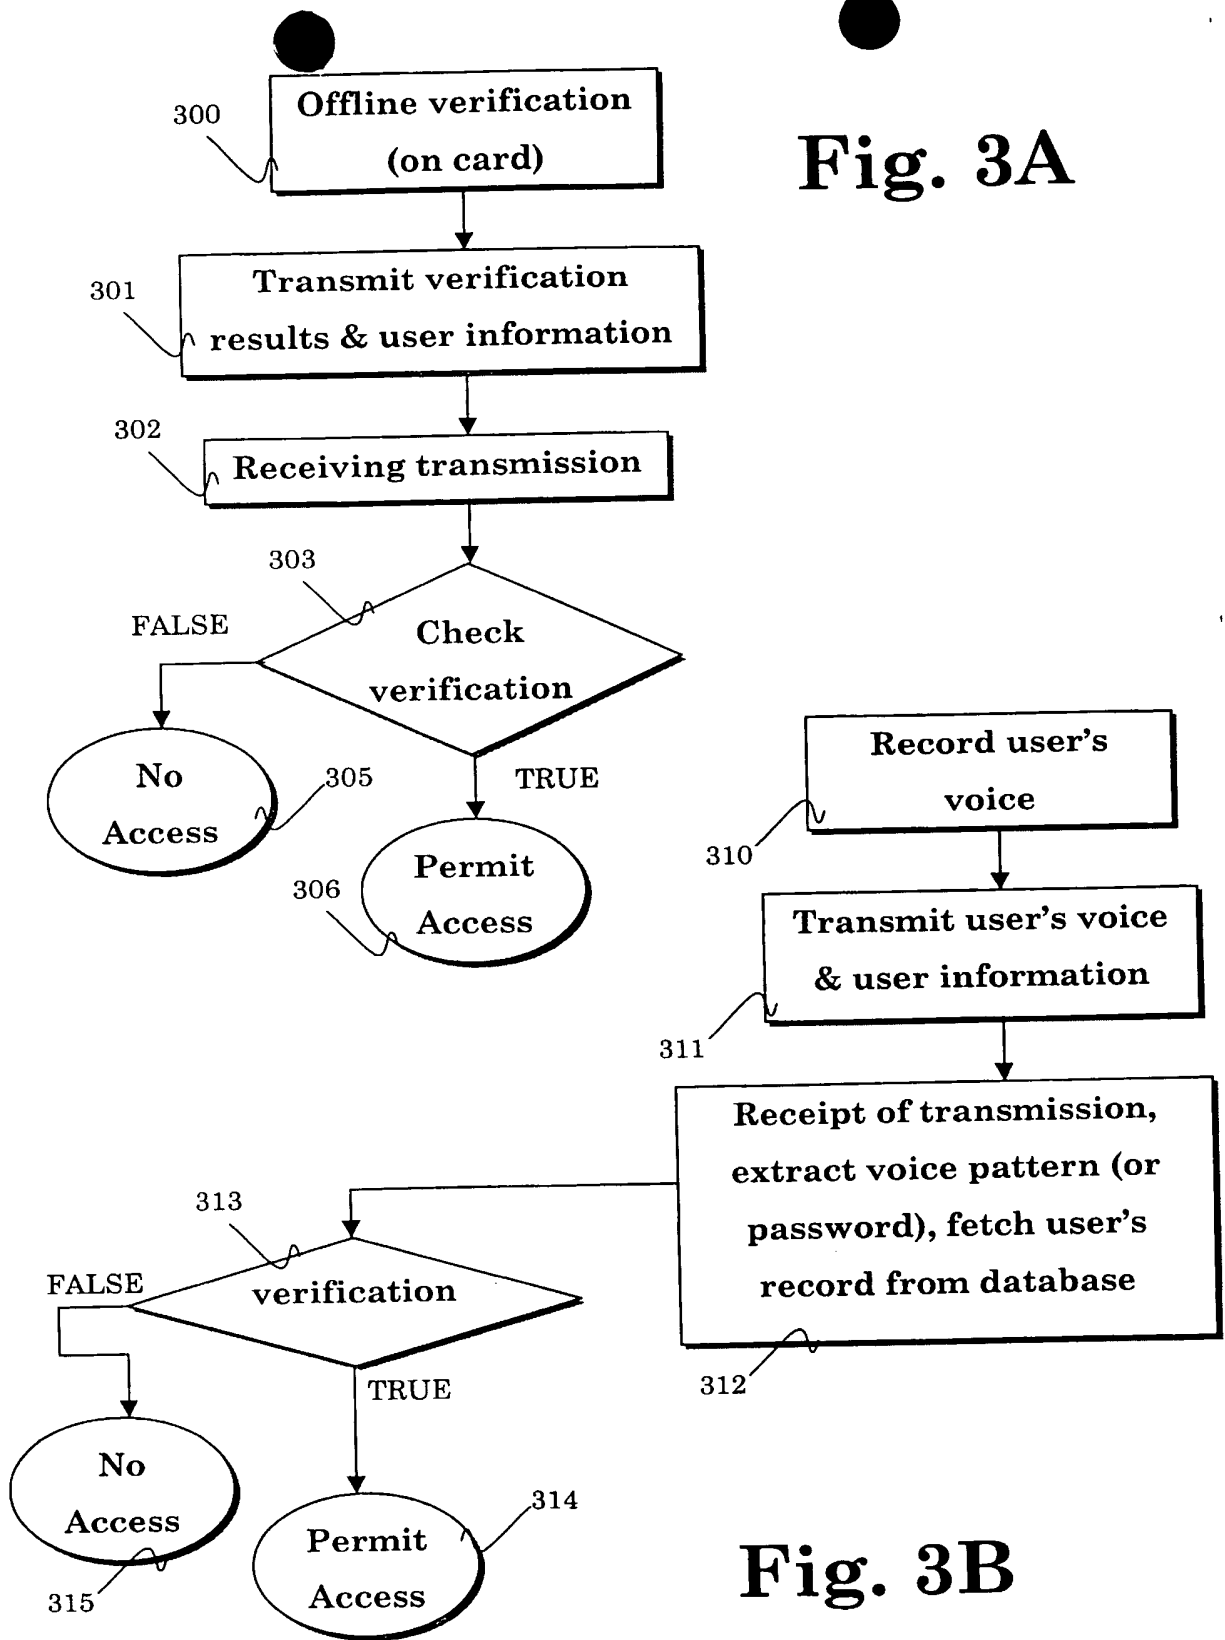 Offline verification
(on card)
300
Fig. 3A
Transmit verification
results & user information
301
302
Receiving transmission
303
FALSE
Check
verification
No
Access
305
TRUE
Permit
Access
306
Record user's
voice
310
Transmit user's voice
& user information
311
Receipt of transmission,
extract voice pattern (or
password), fetch user's
record from database
312
313
FALSE
verification
TRUE
No
Access
315
Permit
Access
314
Fig. 3B